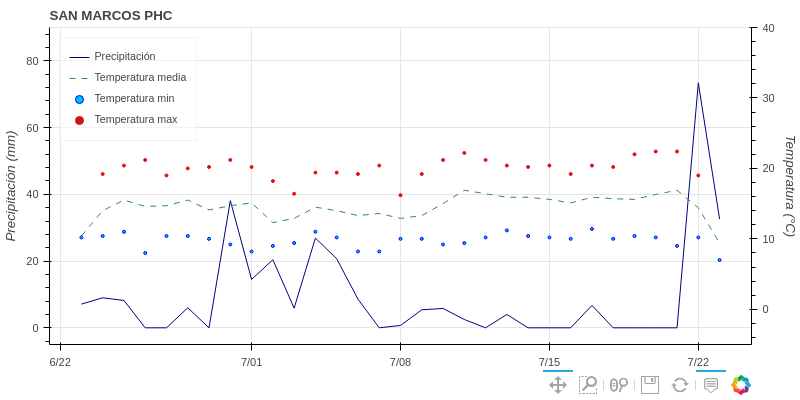 SAN MARCOS PHC
Precipitación
Temperatura media
Temperatura min
Temperatura max
Precipitación (mm)
80
60
40
20
0
Temperatura (°C)
40
30
20
10
0
6/22
7/01
7/08
7/15
7/22